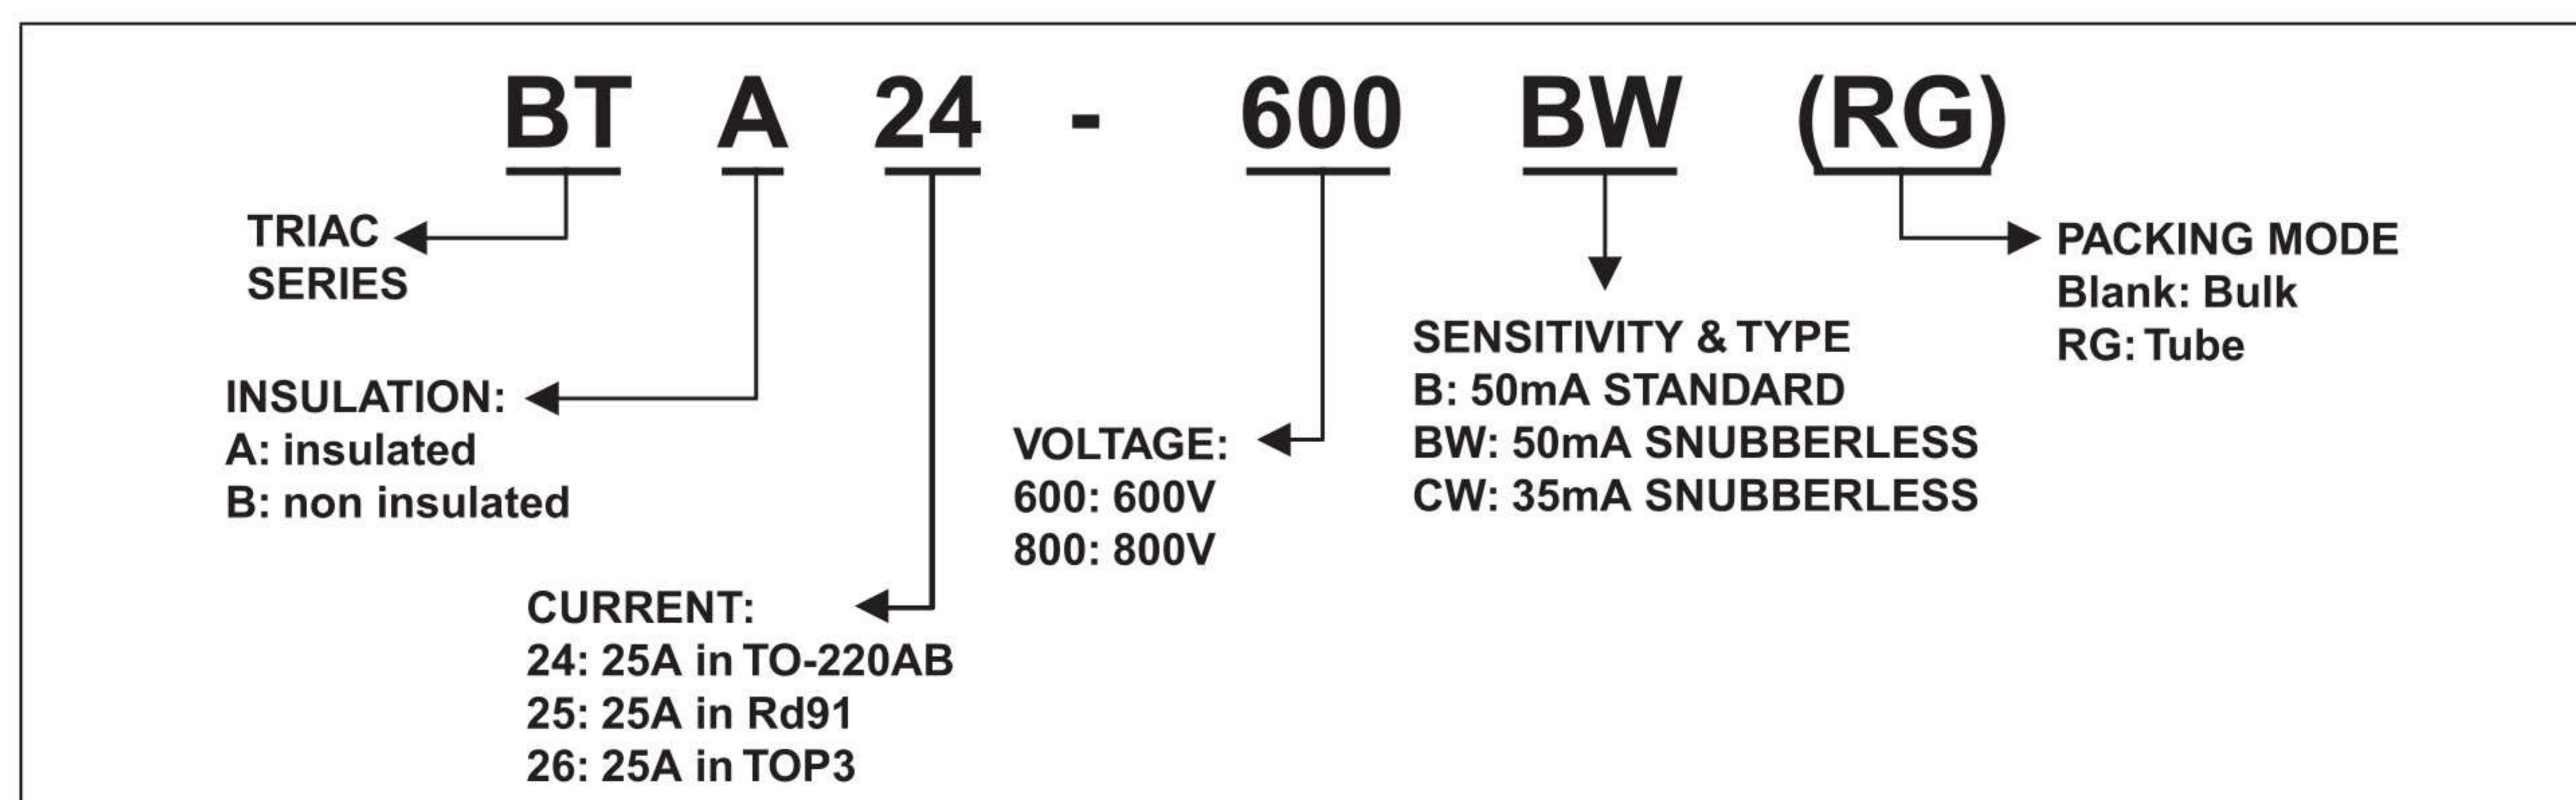 BT A 24 - 600 BW (RG)
TRIAC
SERIES
INSULATION:
A: insulated
B: non insulated
CURRENT:
24: 25A in TO-220AB
25: 25A in Rd91
26: 25A in TOP3
VOLTAGE:
600: 600V
800: 800V
SENSITIVITY & TYPE
B: 50mA STANDARD
BW: 50mA SNUBBERLESS
CW: 35mA SNUBBERLESS
PACKING MODE
Blank: Bulk
RG: Tube